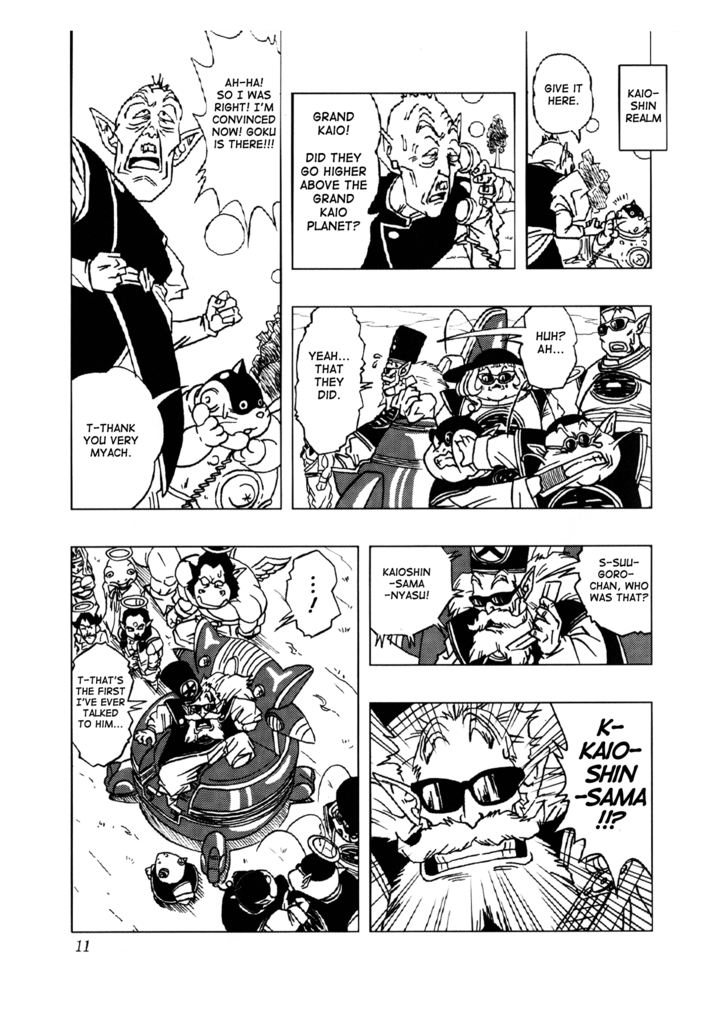 KAIO-
SHIN
REALM
GIVE IT
HERE.
GRAND
KAIO!
DID THEY
GO HIGHER
ABOVE THE
GRAND
KAIO
PLANET?
AH-HA!
SO I WAS
RIGHT! I'M
CONVINCED
NOW! GOKU
IS THERE!!!
T-THANK
YOU VERY
MYACH.
HUH?
AH...
YEAH...
THAT
THEY
DID.
S-SUU-
GORO-
CHAN, WHO
WAS THAT?
KAIOSHIN
-SAMA
-NYASU!
K-
KAIO-
SHIN
-SAMA
!!?
...!
T-THAT'S
THE FIRST
I'VE EVER
TALKED
TO HIM...
11